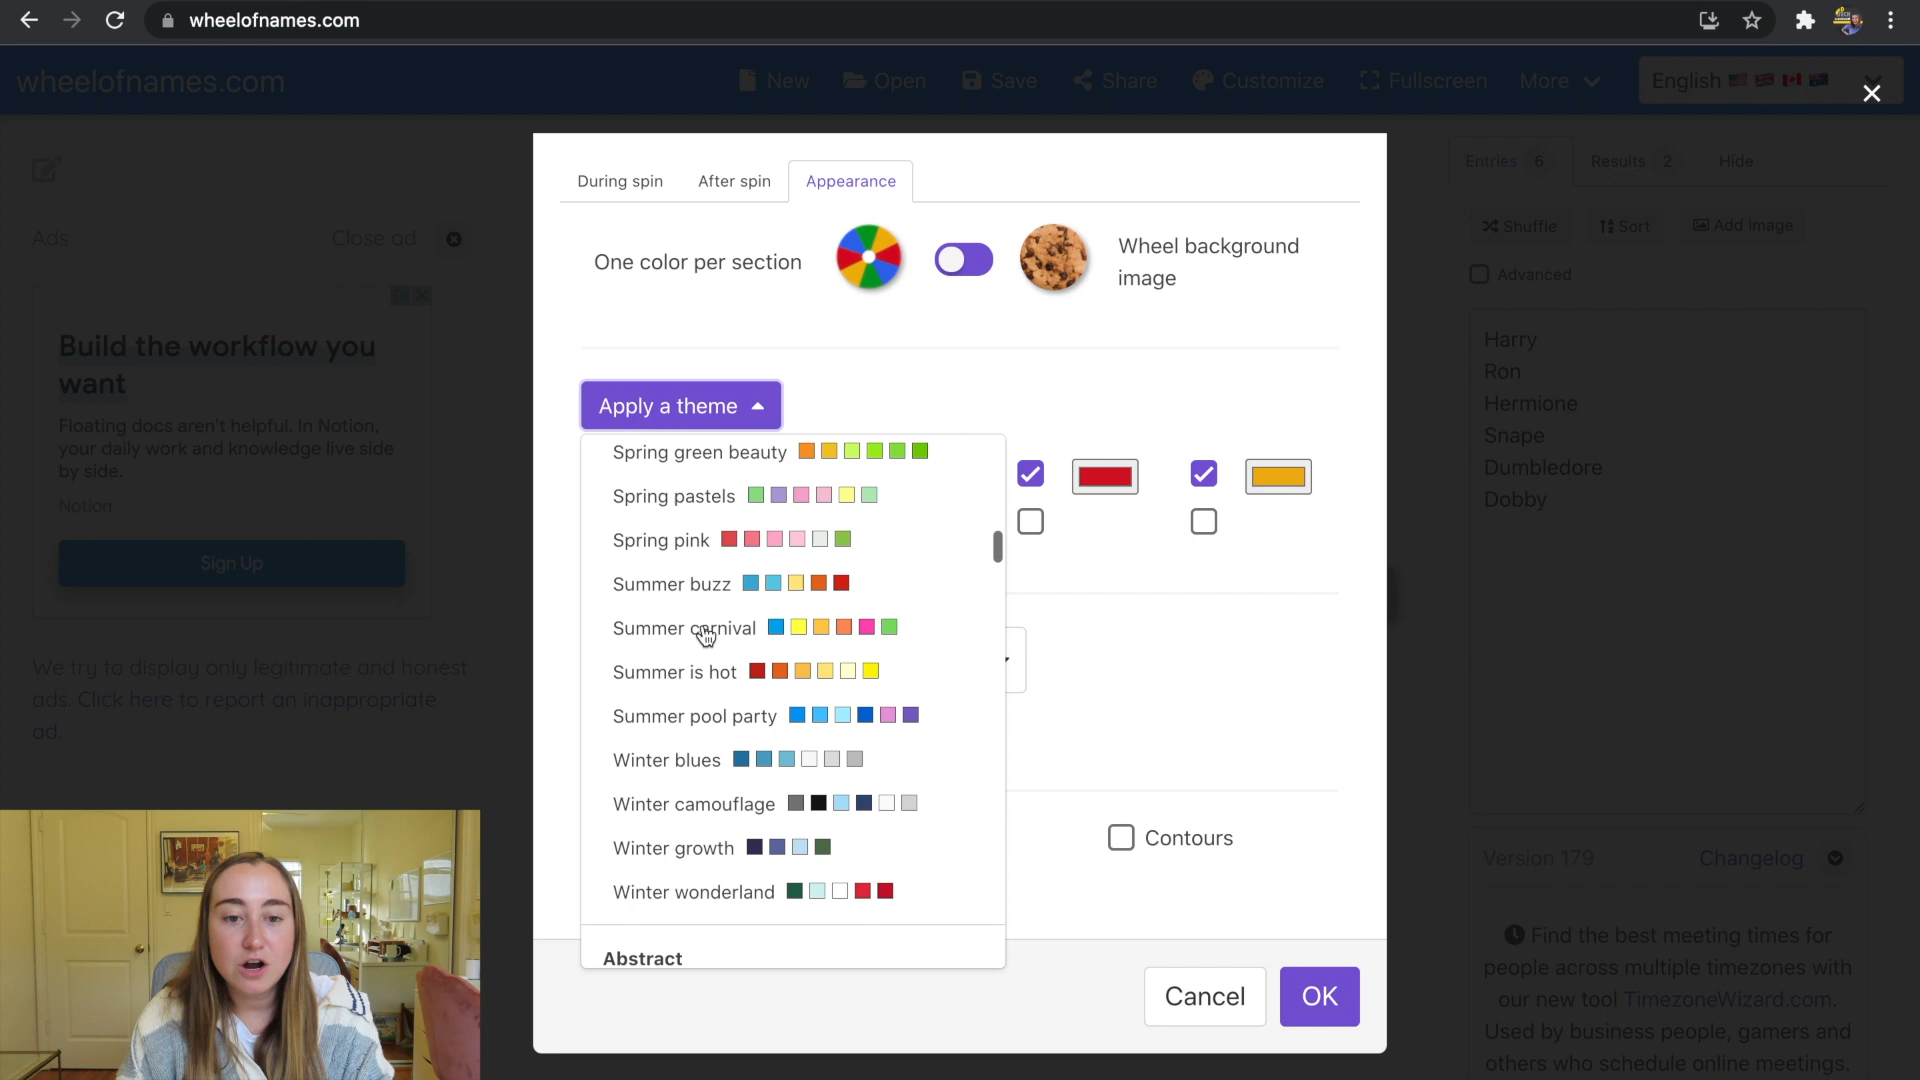 wheelofnames.com
wheelofnames.com
New
Open
Save
Share
Customize
Fullscreen
More
English
During spin
After spin
Appearance
Entries 6
Results 2
Hide
One color per section
Wheel background
image
Shuffle
Sort
Add image
Advanced
Ads
Close ad
Build the workflow you
want
Floating docs aren't helpful. In Notion,
your daily work and knowledge live side
by side.
Notion
Sign Up
We try to display only legitimate and honest
ads. Click here to report an inappropriate
ad.
Apply a theme
Spring green beauty
Spring pastels
Spring pink
Summer buzz
Summer carnival
Summer is hot
Summer pool party
Winter blues
Winter camouflage
Winter growth
Winter wonderland
Abstract
Contours
Cancel
OK
Harry
Ron
Hermione
Snape
Dumbledore
Dobby
Version 179
Changelog
Find the best meeting times for
people across multiple timezones with
our new tool TimezoneWizard.com.
Used by business people, gamers and
others who schedule online meetings.